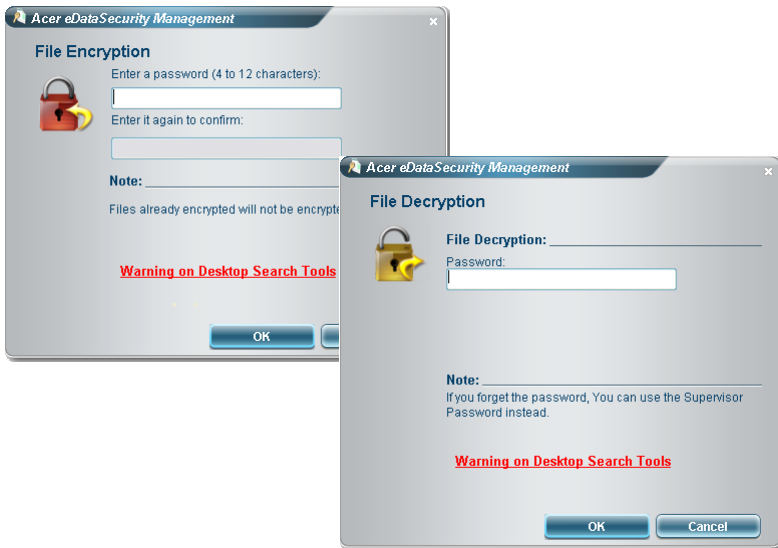 Acer eDataSecurity Management
File Encryption
Enter a password (4 to 12 characters):
Enter it again to confirm:
Note:
Files already encrypted will not be encrypte
Warning on Desktop Search Tools
OK
Acer eDataSecurity Management
File Decryption
File Decryption:
Password:
Note:
If you forget the password, You can use the Supervisor
Password instead.
Warning on Desktop Search Tools
OK
Cancel